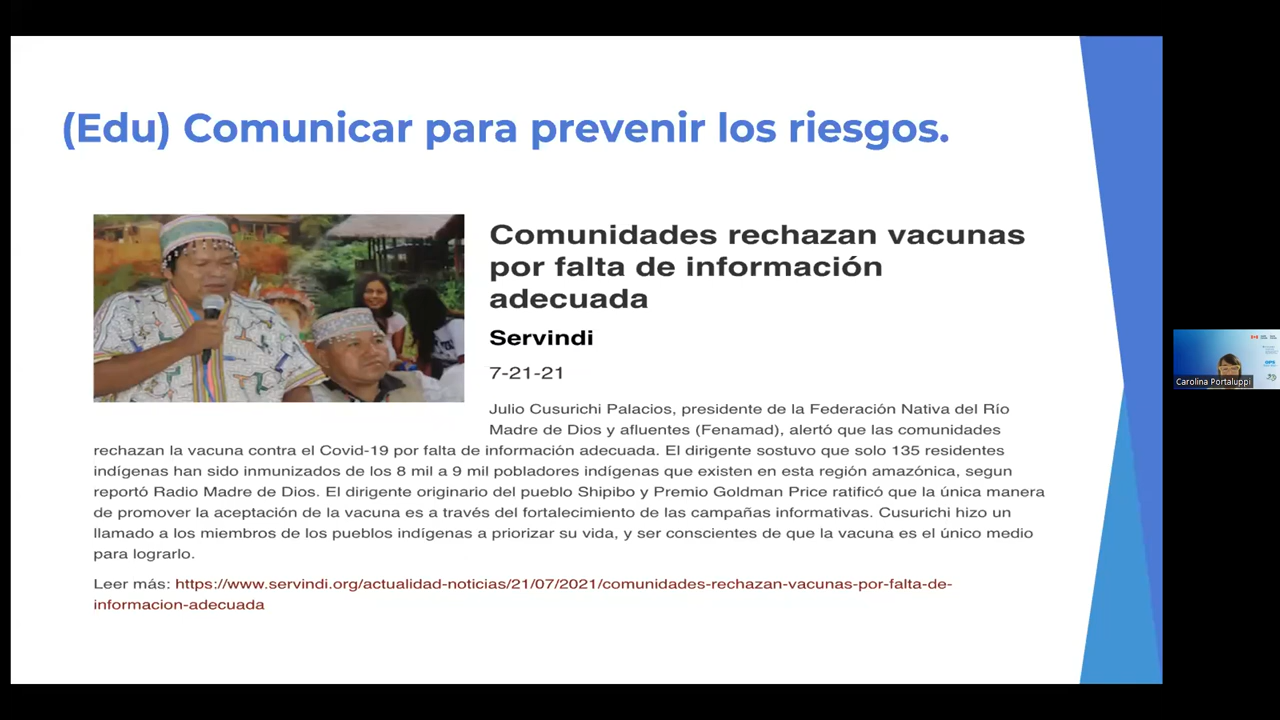 (Edu) Comunicar para prevenir los riesgos.
Comunidades rechazan vacunas
por falta de información
adecuada
Servindi
7-21-21
Julio Cusurichi Palacios, presidente de la Federación Nativa del Río
Madre de Dios y afluentes (Fenamad), alertó que las comunidades
rechazan la vacuna contra el Covid-19 por falta de información adecuada. El dirigente sostuvo que solo 135 residentes
indígenas han sido inmunizados de los 8 mil a 9 mil pobladores indígenas que existen en esta región amazónica, segun
reportó Radio Madre de Dios. El dirigente originario del pueblo Shipibo y Premio Goldman Price ratificó que la única manera
de promover la aceptación de la vacuna es a través del fortalecimiento de las campañas informativas. Cusurichi hizo un
llamado a los miembros de los pueblos indígenas a priorizar su vida, y ser conscientes de que la vacuna es el único medio
para lograrlo.
Leer más: https://www.servindi.org/actualidad-noticias/21/07/2021/comunidades-rechazan-vacunas-por-falta-de-
informacion-adecuada
Carolina Portaluppi